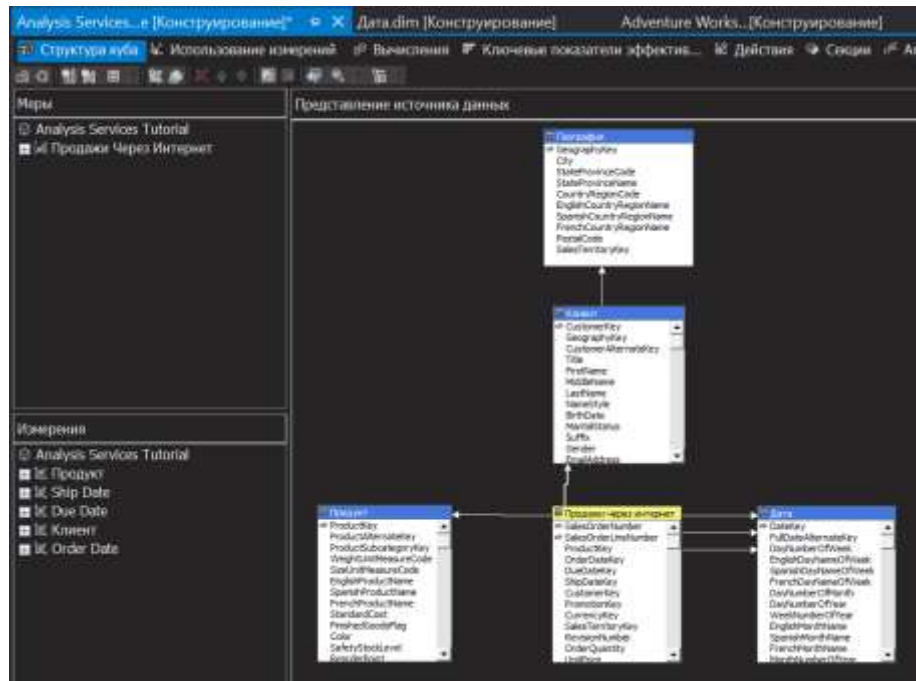 Analysis Services...e [Конструирование]*
Дата.dim [Конструирование]
Adventure Works...[Конструирование]
Структура куба
Использование измерений
Вычисления
Ключевые показатели эффектив...
Действия
Секции
Меры
Analysis Services Tutorial
Продажи Через Интернет
Измерения
Analysis Services Tutorial
Продукт
Ship Date
Due Date
Клиент
Order Date
Представление источника данных
География
GeographyKey
City
StateProvinceCode
StateProvinceName
CountryRegionCode
EnglishCountryRegionName
SpanishCountryRegionName
FrenchCountryRegionName
PostalCode
SalesTerritoryKey
Клиент
CustomerKey
GeographyKey
CustomerAlternateKey
Title
FirstName
MiddleName
LastName
NameStyle
BirthDate
MaritalStatus
Suffix
Gender
EmailAddress
Продукт
ProductKey
ProductAlternateKey
ProductSubcategoryKey
WeightUnitMeasureCode
SizeUnitMeasureCode
EnglishProductName
SpanishProductName
FrenchProductName
StandardCost
FinishedGoodsFlag
Color
SafetyStockLevel
ReorderPoint
Продажи через интернет
SalesOrderNumber
SalesOrderLineNumber
ProductKey
OrderDateKey
DueDateKey
ShipDateKey
CustomerKey
PromotionKey
CurrencyKey
SalesTerritoryKey
RevisionNumber
OrderQuantity
UnitPrice
Дата
DateKey
FullDateAlternateKey
DayNumberOfWeek
EnglishDayNameOfWeek
SpanishDayNameOfWeek
FrenchDayNameOfWeek
DayNumberOfMonth
DayNumberOfYear
WeekNumberOfYear
EnglishMonthName
SpanishMonthName
FrenchMonthName
MonthNumberOfYear